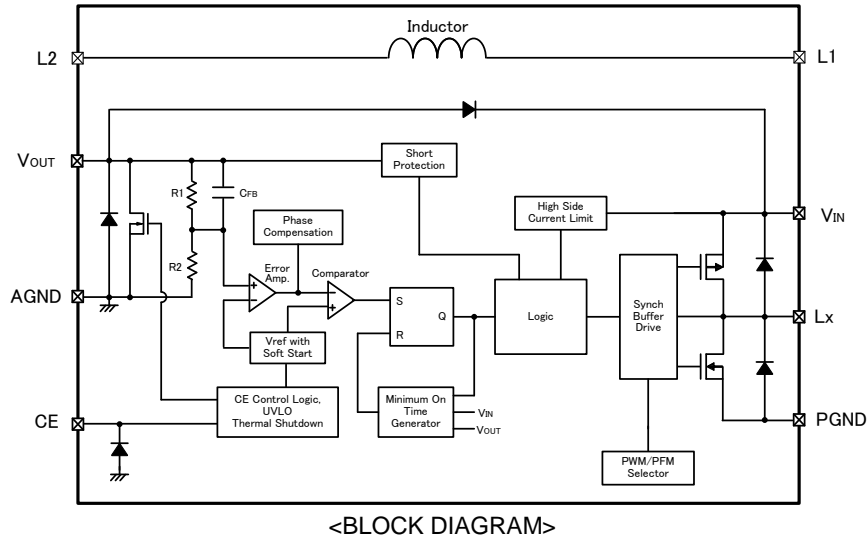 Inductor
L2
L1
VOUT
Short
Protection
R1
CFB
High Side
Current Limit
VIN
Phase
Compensation
R2
Error
Amp.
Comparator
+
−
−
+
AGND
S
Q
R
Logic
Synch
Buffer
Drive
Lx
Vref with
Soft Start
CE
CE Control Logic,
UVLO
Thermal Shutdown
Minimum On
Time
Generator
VIN
VOUT
PGND
PWM/PFM
Selector
<BLOCK DIAGRAM>